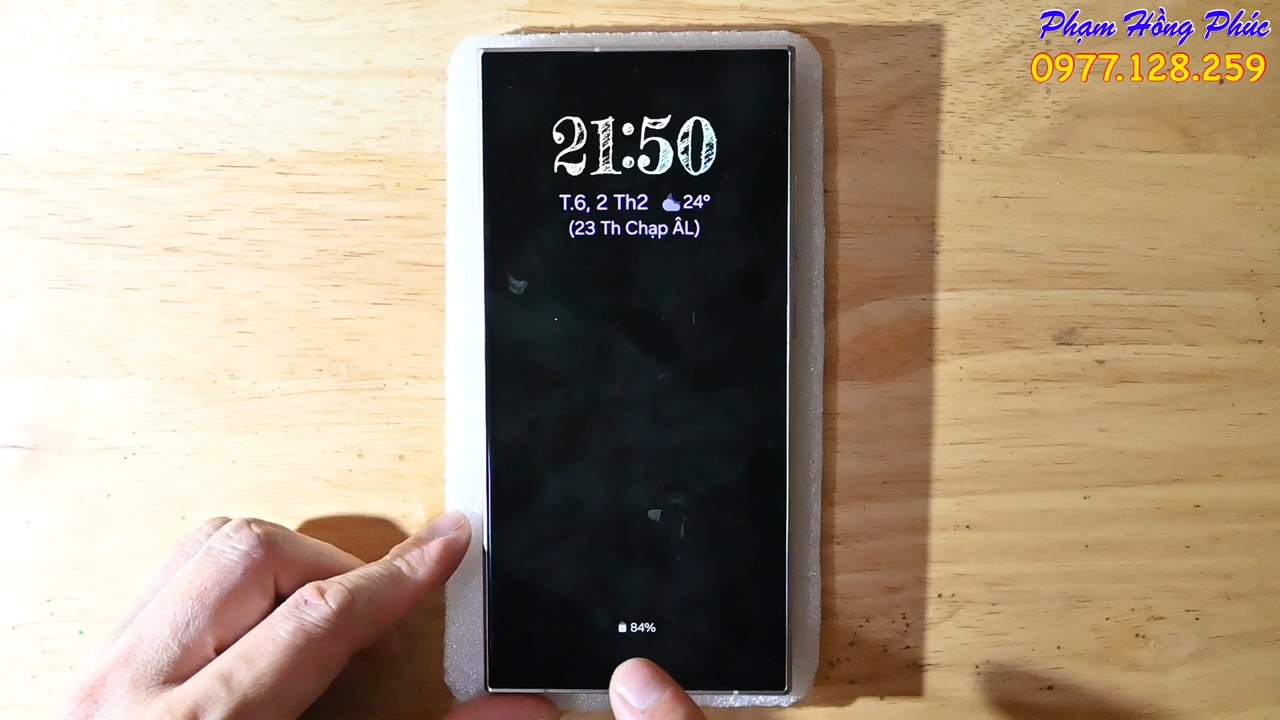 Phạm Hồng Phúc
0977.128.259
21:50
T.6, 2 Th2 24°
(23 Th Chạp ÂL)
84%